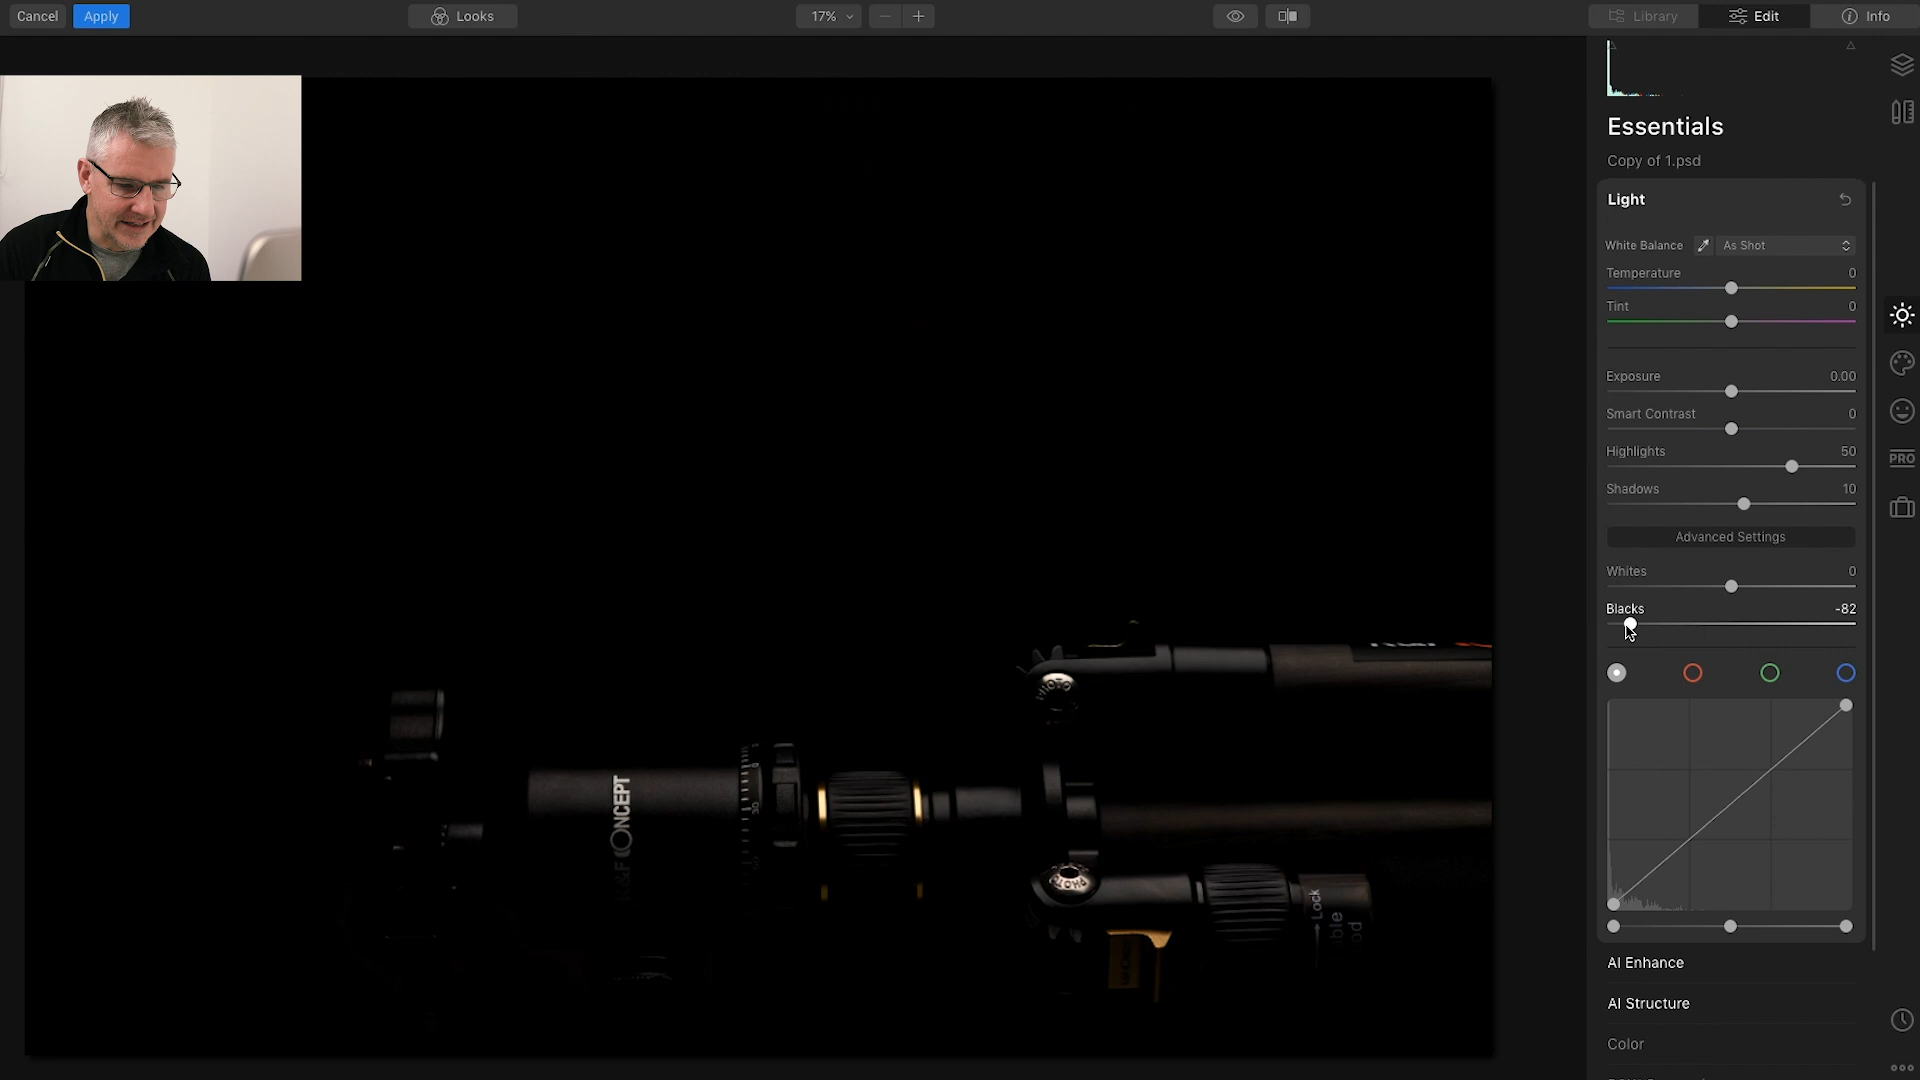 Cancel
Apply
Looks
17%
Library
Edit
Info
Essentials
Copy of 1.psd
Light
White Balance
As Shot
Temperature
0
Tint
0
Exposure
0.00
Smart Contrast
0
Highlights
50
Shadows
10
Advanced Settings
Whites
0
Blacks
-82
PRO
AI Enhance
AI Structure
Color
K&F CONCEPT
PHOTO
PHOTO
Lock